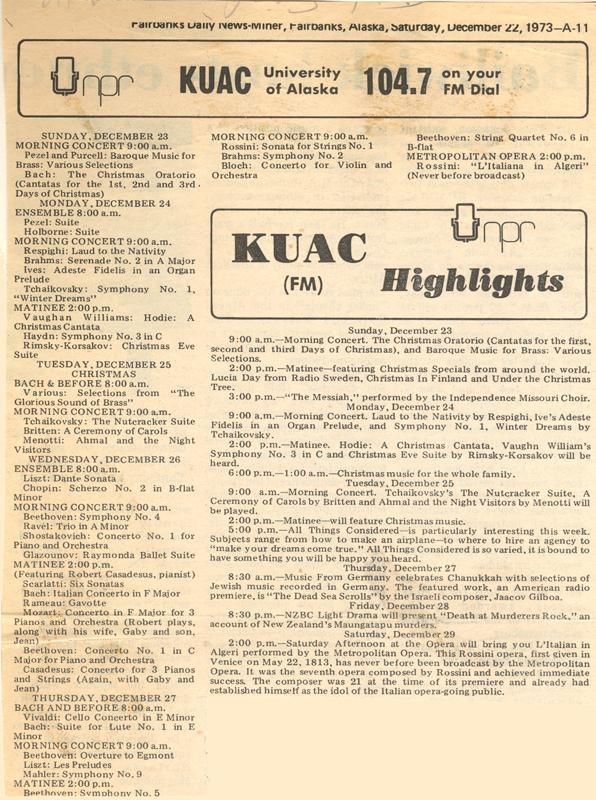 Fairbanks Daily News-Miner, Fairbanks, Alaska, Saturday, December 22, 1973—A-11
npr KUAC University of Alaska 104.7 on your FM Dial
SUNDAY, DECEMBER 23
MORNING CONCERT 9:00 a.m.
Pezel and Purcell: Baroque Music for
Brass: Various Selections
Bach: The Christmas Oratorio
(Cantatas for the 1st, 2nd and 3rd
Days of Christmas)
MONDAY, DECEMBER 24
ENSEMBLE 8:00 a.m.
Pezel: Suite
Holborne: Suite
MORNING CONCERT 9:00 a.m.
Respighi: Laud to the Nativity
Brahms: Serenade No. 2 in A Major
Ives: Adeste Fidelis in an Organ
Prelude
Tchaikovsky: Symphony No. 1,
"Winter Dreams"
MATINEE 2:00 p.m.
Vaughan Williams: Hodie: A
Christmas Cantata
Haydn: Symphony No. 3 in C
Rimsky-Korsakov: Christmas Eve
Suite
TUESDAY, DECEMBER 25
CHRISTMAS
BACH & BEFORE 8:00 a.m.
Various: Selections from "The
Glorious Sound of Brass"
MORNING CONCERT 9:00 a.m.
Tchaikovsky: The Nutcracker Suite
Britten: A Ceremony of Carols
Menotti: Ahmal and the Night
Visitors
WEDNESDAY, DECEMBER 26
ENSEMBLE 8:00 a.m.
Liszt: Dante Sonata
Chopin: Scherzo No. 2 in B-flat
Minor
MORNING CONCERT 9:00 a.m.
Beethoven: Symphony No. 4
Ravel: Trio in A Minor
Shostakovich: Concerto No. 1 for
Piano and Orchestra
Glazounov: Raymonda Ballet Suite
MATINEE 2:00 p.m.
(Featuring Robert Casadesus, pianist)
Scarlatti: Six Sonatas
Bach: Italian Concerto in F Major
Rameau: Gavotte
Mozart: Concerto in F Major for 3
Pianos and Orchestra (Robert plays,
along with his wife, Gaby and son,
Jean)
Beethoven: Concerto No. 1 in C
Major for Piano and Orchestra
Casadesus: Concerto for 3 Pianos
and Strings (Again, with Gaby and
Jean)
THURSDAY, DECEMBER 27
BACH AND BEFORE 8:00 a.m.
Vivaldi: Cello Concerto in E Minor
Bach: Suite for Lute No. 1 in E
Minor
MORNING CONCERT 9:00 a.m.
Beethoven: Overture to Egmont
Liszt: Les Preludes
Mahler: Symphony No. 9
MATINEE 2:00 p.m.
Beethoven: Symphony No. 5
MORNING CONCERT 9:00 a.m.
Rossini: Sonata for Strings No. 1
Brahms: Symphony No. 2
Bloch: Concerto for Violin and
Orchestra
Beethoven: String Quartet No. 6 in
B-flat
METROPOLITAN OPERA 2:00 p.m.
Rossini: "L'Italiana in Algeri"
(Never before broadcast)
npr
KUAC
(FM) Highlights
Sunday, December 23
9:00 a.m.—Morning Concert. The Christmas Oratorio (Cantatas for the first,
second and third Days of Christmas), and Baroque Music for Brass: Various
Selections.
2:00 p.m.—Matinee—featuring Christmas Specials from around the world.
Lucia Day from Radio Sweden, Christmas In Finland and Under the Christmas
Tree.
3:00 p.m.—"The Messiah," performed by the Independence Missouri Choir.
Monday, December 24
9:00 a.m.—Morning Concert. Laud to the Nativity by Respighi, Ive's Adeste
Fidelis in an Organ Prelude, and Symphony No. 1, Winter Dreams by
Tchaikovsky.
2:00 p.m.—Matinee. Hodie: A Christmas Cantata, Vaughn William's
Symphony No. 3 in C and Christmas Eve Suite by Rimsky-Korsakov will be
heard.
6:00 p.m.—1:00 a.m.—Christmas music for the whole family.
Tuesday, December 25
9:00 a.m.—Morning Concert. Tchaikovsky's The Nutcracker Suite, A
Ceremony of Carols by Britten and Ahmal and the Night Visitors by Menotti will
be played.
2:00 p.m.—Matinee—will feature Christmas music.
5:00 p.m.—All Things Considered—is particularly interesting this week.
Subjects range from how to make an airplane—to where to hire an agency to
"make your dreams come true." All Things Considered is so varied, it is bound to
have something you will be happy you heard.
Thursday, December 27
8:30 a.m.—Music From Germany celebrates Chanukkah with selections of
Jewish music recorded in Germany. The featured work, an American radio
premiere, is "The Dead Sea Scrolls" by the Israeli composer, Jaacov Gilboa.
Friday, December 28
8:30 p.m.—NZBC Light Drama will present "Death at Murderers Rock," an
account of New Zealand's Maungatapu murders.
Saturday, December 29
2:00 p.m.—Saturday Afternoon at the Opera will bring you L'Italian in
Algeri performed by the Metropolitan Opera. This Rossini opera, first given in
Venice on May 22, 1813, has never before been broadcast by the Metropolitan
Opera. It was the seventh opera composed by Rossini and achieved immediate
success. The composer was 21 at the time of its premiere and already had
established himself as the idol of the Italian opera-going public.